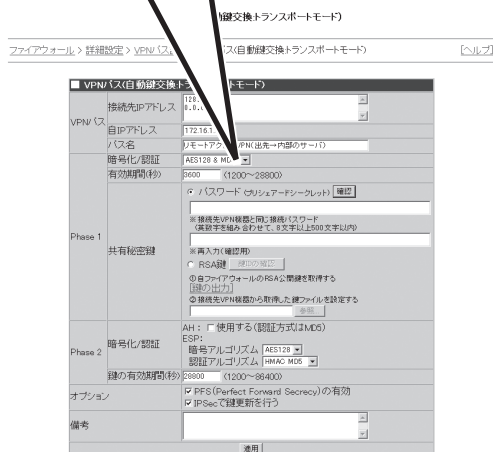 動鍵交換トランスポートモード)
ファイアウォール > 詳細設定 > VPNパス
ス(自動鍵交換トランスポートモード)
[ヘルプ]
■ VPNパス(自動鍵交換ト
モード)
VPNパス
接続先IPアドレス
128.
0.0.
自IPアドレス
172.16.1.
パス名
リモートアク
PN(出先→内部のサーバ)
Phase 1
暗号化/認証
AES128 & MD
有効期間(秒)
3600 (1200〜28800)
共有秘密鍵
パスワード (プリシェアードシークレット) 確認
※接続先VPN機器と同じ接続パスワード
(英数字を組み合わせて、8文字以上500文字以内)
※再入力(確認用)
RSA鍵 鍵IDの確認
①自ファイアウォールのRSA公開鍵を取得する
[鍵の出力]
②接続先VPN機器から取得した鍵ファイルを設定する
参照...
Phase 2
暗号化/認証
AH: 使用する(認証方式はMD5)
ESP:
暗号アルゴリズム AES128
認証アルゴリズム HMAC MD5
鍵の有効期間(秒)
28800 (1200〜86400)
オプション
PFS(Perfect Forward Secrecy)の有効
IPSecで鍵更新を行う
備考
適用